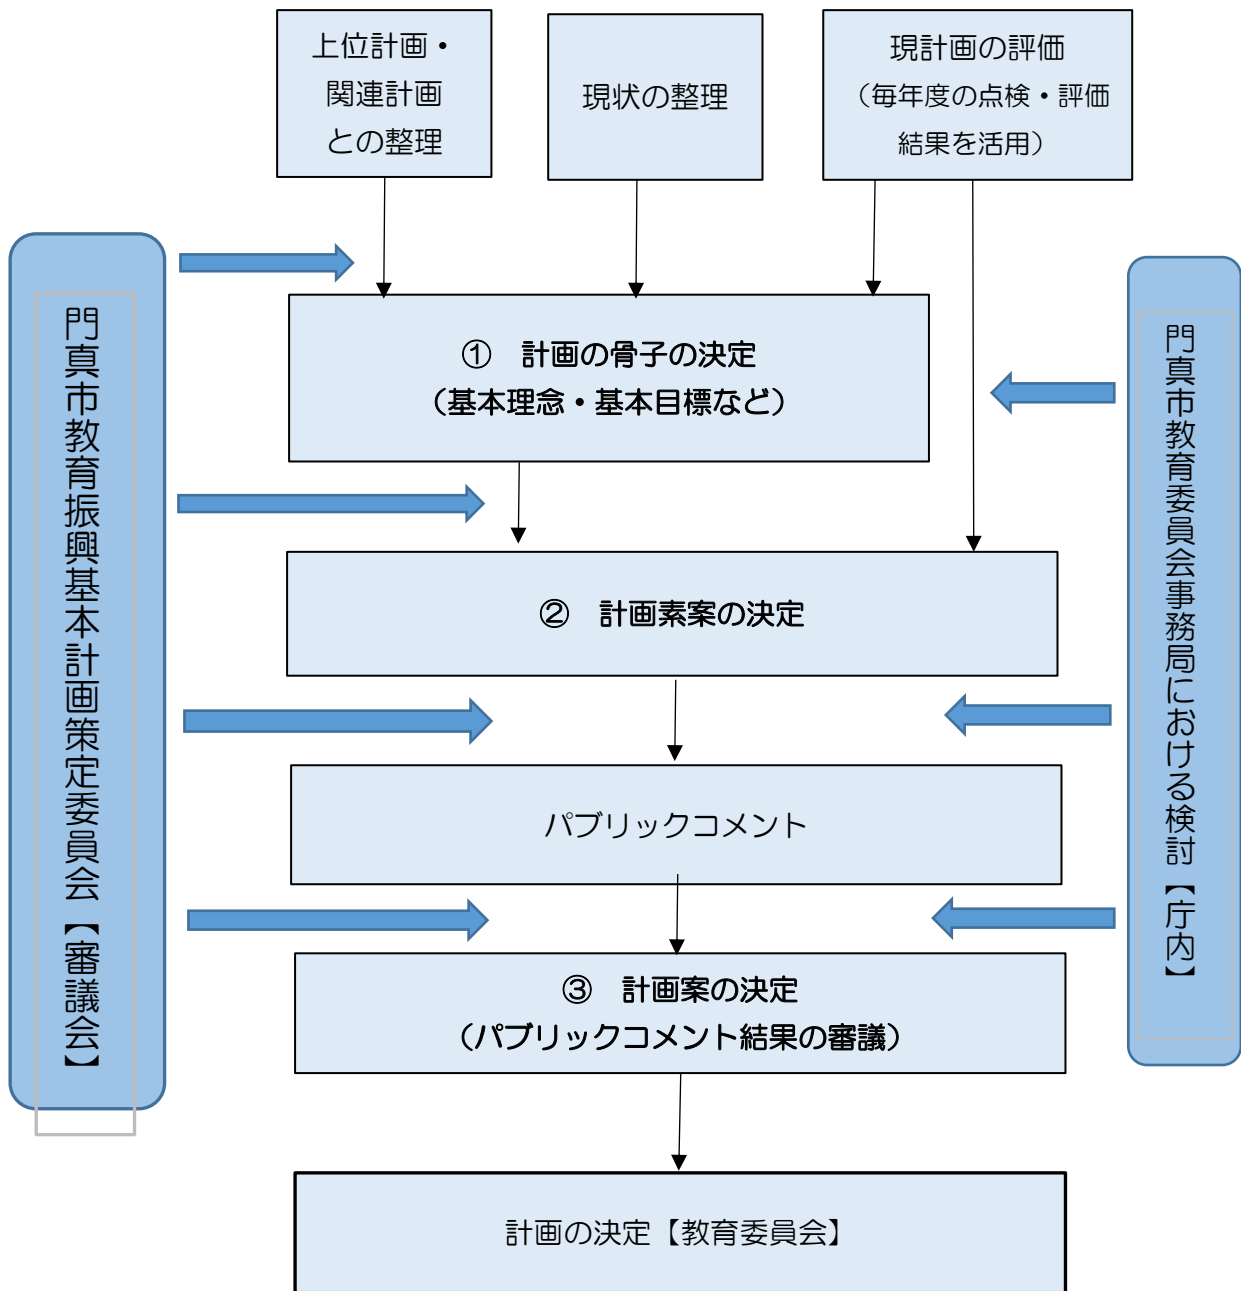 上位計画・
関連計画
との整理
現状の整理
現計画の評価
（毎年度の点検・評価
結果を活用）
門真市教育振興基本計画策定委員会【審議会】
① 計画の骨子の決定
（基本理念・基本目標など）
② 計画素案の決定
パブリックコメント
③ 計画案の決定
（パブリックコメント結果の審議）
計画の決定【教育委員会】
門真市教育委員会事務局における検討【庁内】